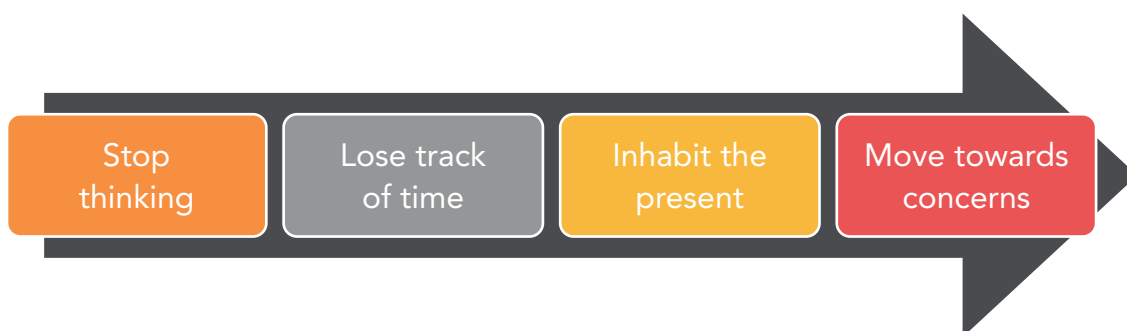 Stop
thinking
Lose track
of time
Inhabit the
present
Move towards
concerns